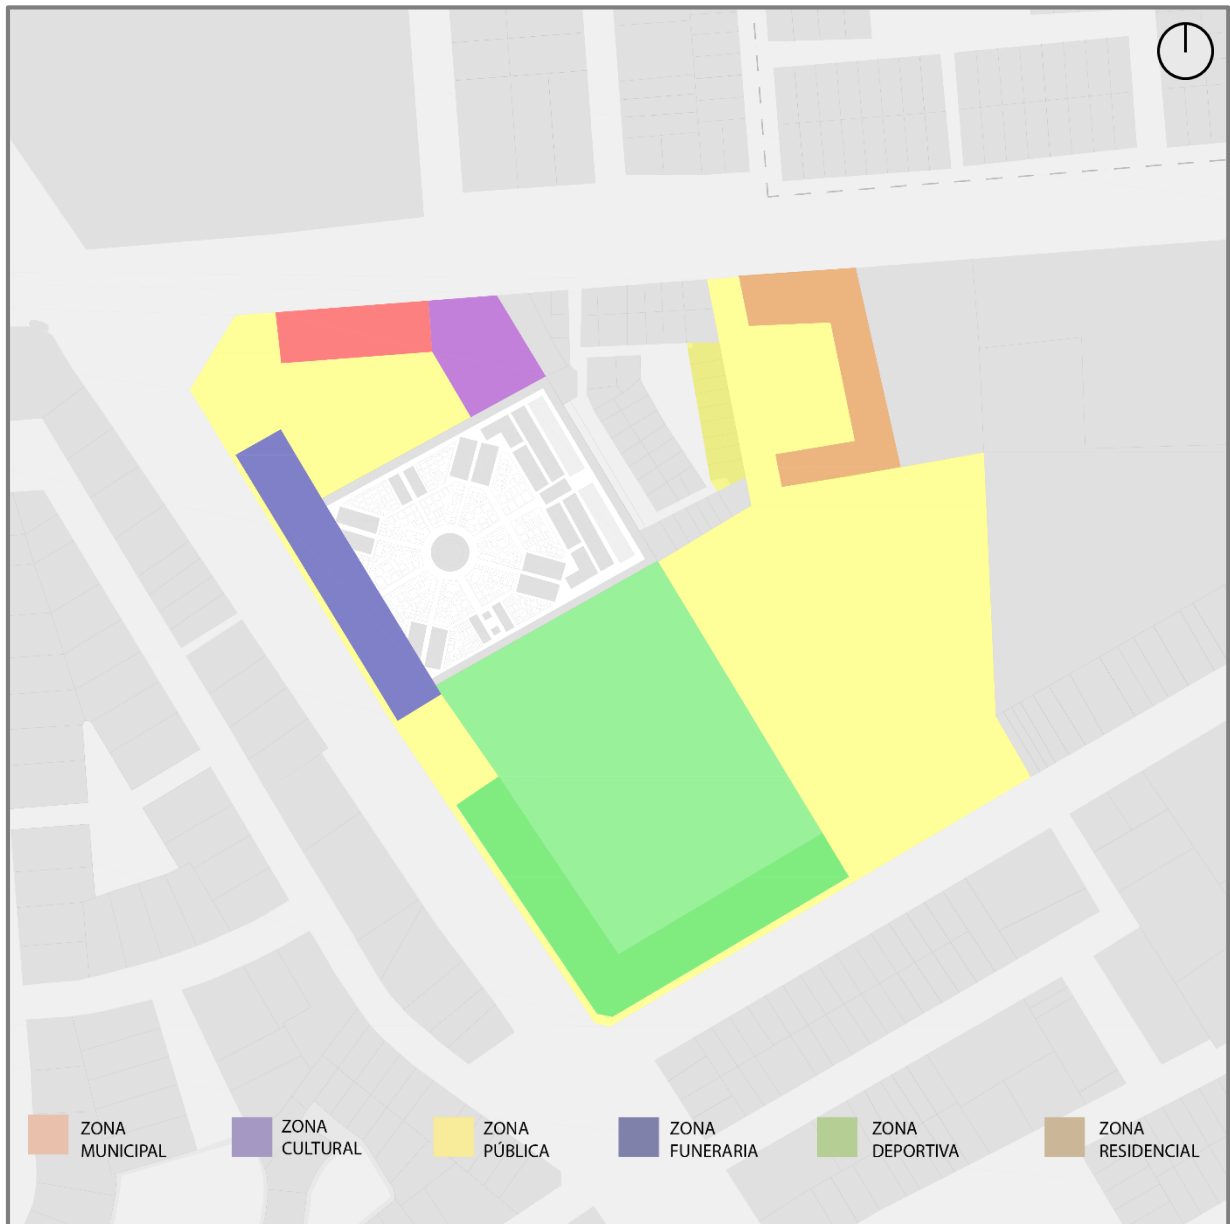 ZONA
MUNICIPAL
ZONA
CULTURAL
ZONA
PÚBLICA
ZONA
FUNERARIA
ZONA
DEPORTIVA
ZONA
RESIDENCIAL